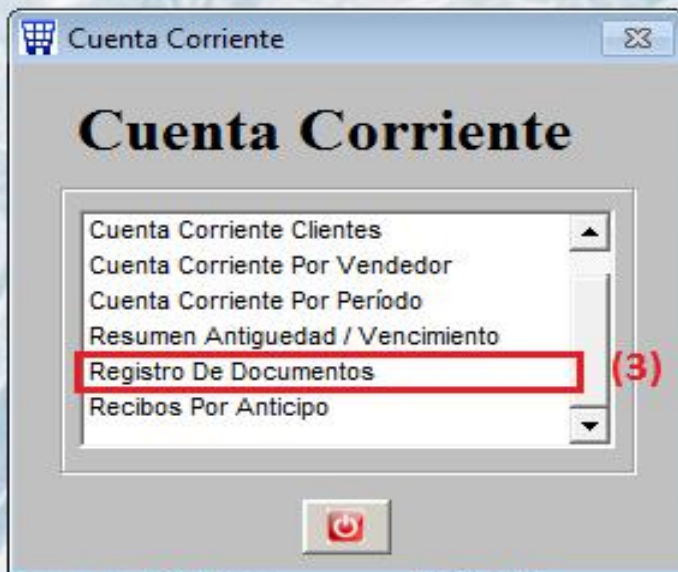 Cuenta Corriente
Cuenta Corriente
Cuenta Corriente Clientes
Cuenta Corriente Por Vendedor
Cuenta Corriente Por Período
Resumen Antiguedad / Vencimiento
Registro De Documentos (3)
Recibos Por Anticipo